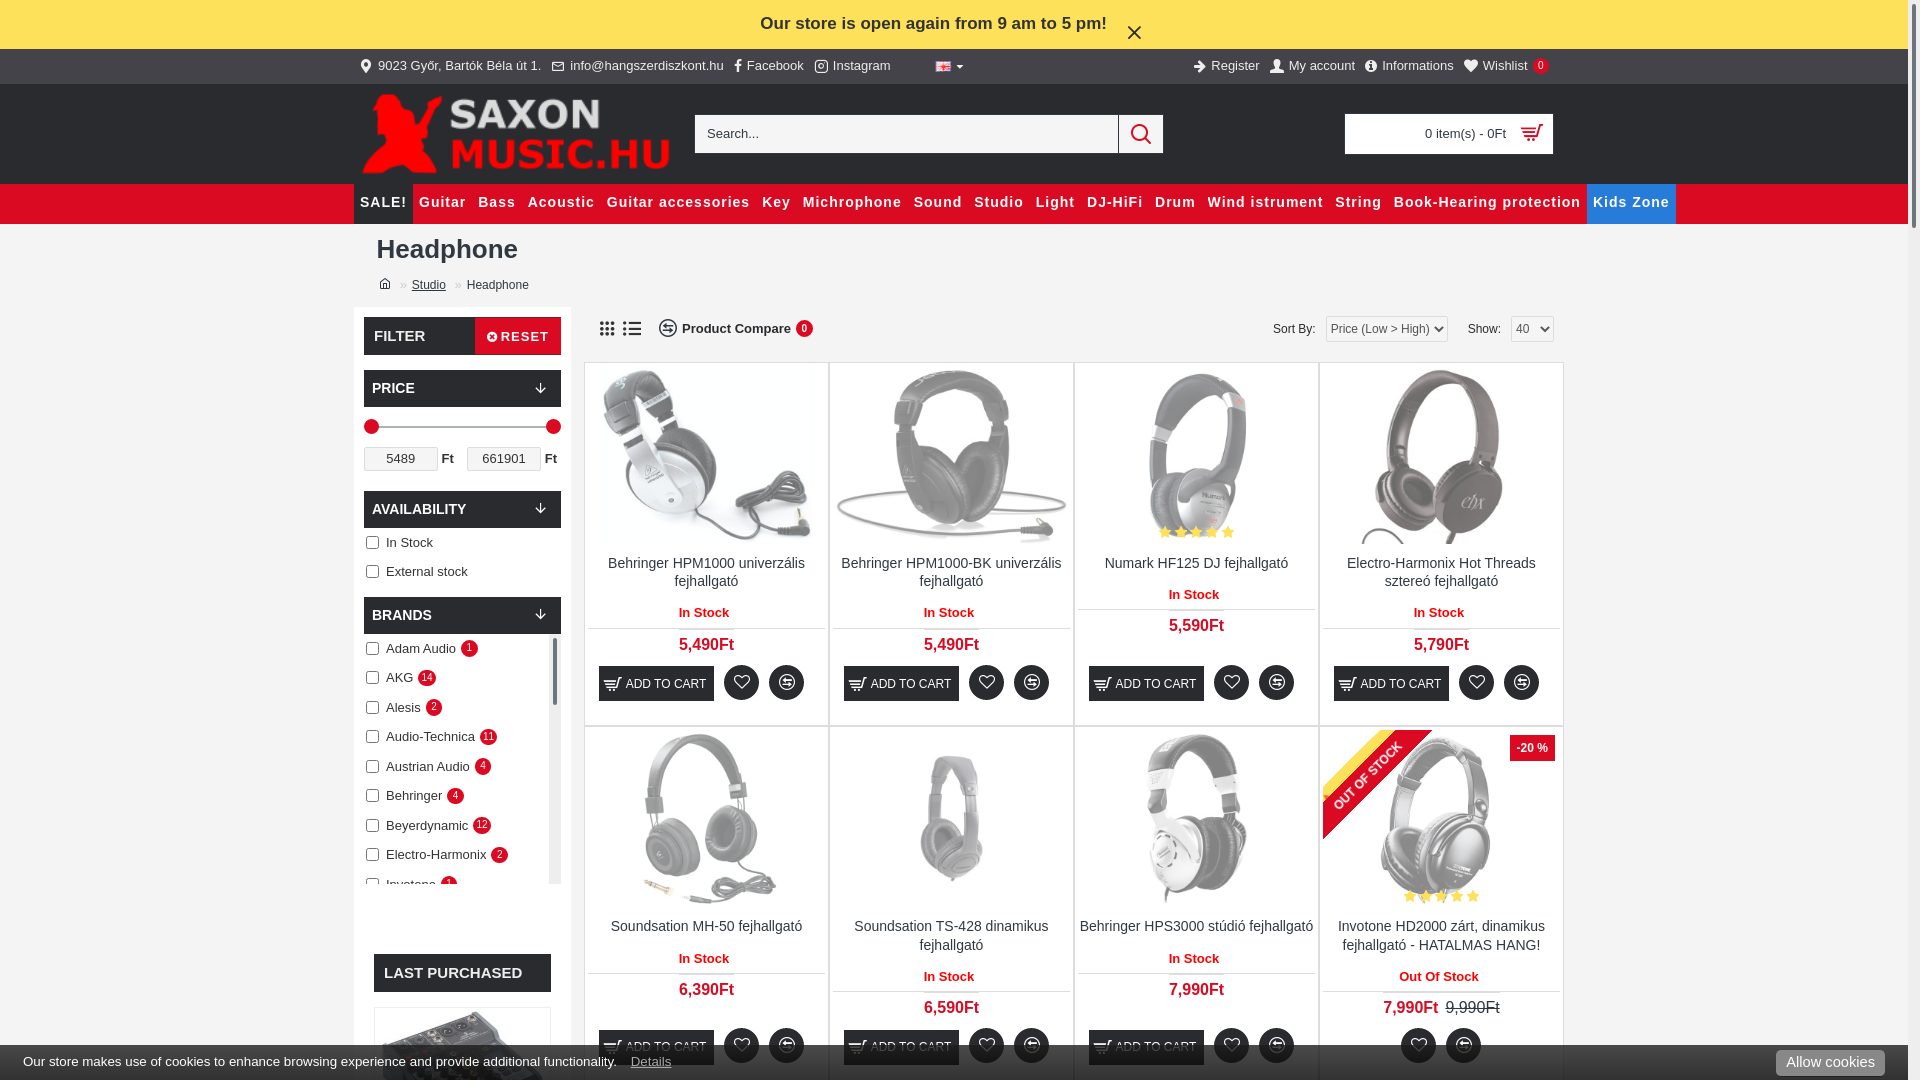 Our store is open again from 9 am to 5 pm!
9023 Győr, Bartók Béla út 1. info@hangszerdiszkont.hu Facebook Instagram Register My account Informations Wishlist 0
SAXON
MUSIC.HU
Search...
0 item(s) - 0Ft
SALE! Guitar Bass Acoustic Guitar accessories Key Michrophone Sound Studio Light DJ-HiFi Drum Wind istrument String Book-Hearing protection Kids Zone
Headphone
» Studio » Headphone
FILTER RESET
PRICE
5489 Ft 661901 Ft
AVAILABILITY
In Stock
External stock
BRANDS
Adam Audio 1
AKG 14
Alesis 2
Audio-Technica 11
Austrian Audio 4
Behringer 4
Beyerdynamic 12
Electro-Harmonix 2
Invotone 1
LAST PURCHASED
Product Compare 0
Sort By: Price (Low > High) Show: 40
Behringer HPM1000 univerzális
fejhallgató
In Stock
5,490Ft
ADD TO CART
Behringer HPM1000-BK univerzális
fejhallgató
In Stock
5,490Ft
ADD TO CART
Numark
Numark HF125 DJ fejhallgató
In Stock
5,590Ft
ADD TO CART
ehx
Electro-Harmonix Hot Threads
sztereó fejhallgató
In Stock
5,790Ft
ADD TO CART
Soundsation MH-50 fejhallgató
In Stock
6,390Ft
ADD TO CART
Soundsation TS-428 dinamikus
fejhallgató
In Stock
6,590Ft
ADD TO CART
Behringer HPS3000 stúdió fejhallgató
In Stock
7,990Ft
ADD TO CART
OUT OF STOCK
-20 %
Invotone HD2000 zárt, dinamikus
fejhallgató - HATALMAS HANG!
Out Of Stock
7,990Ft 9,990Ft
Our store makes use of cookies to enhance browsing experience and provide additional functionality. Details
Allow cookies